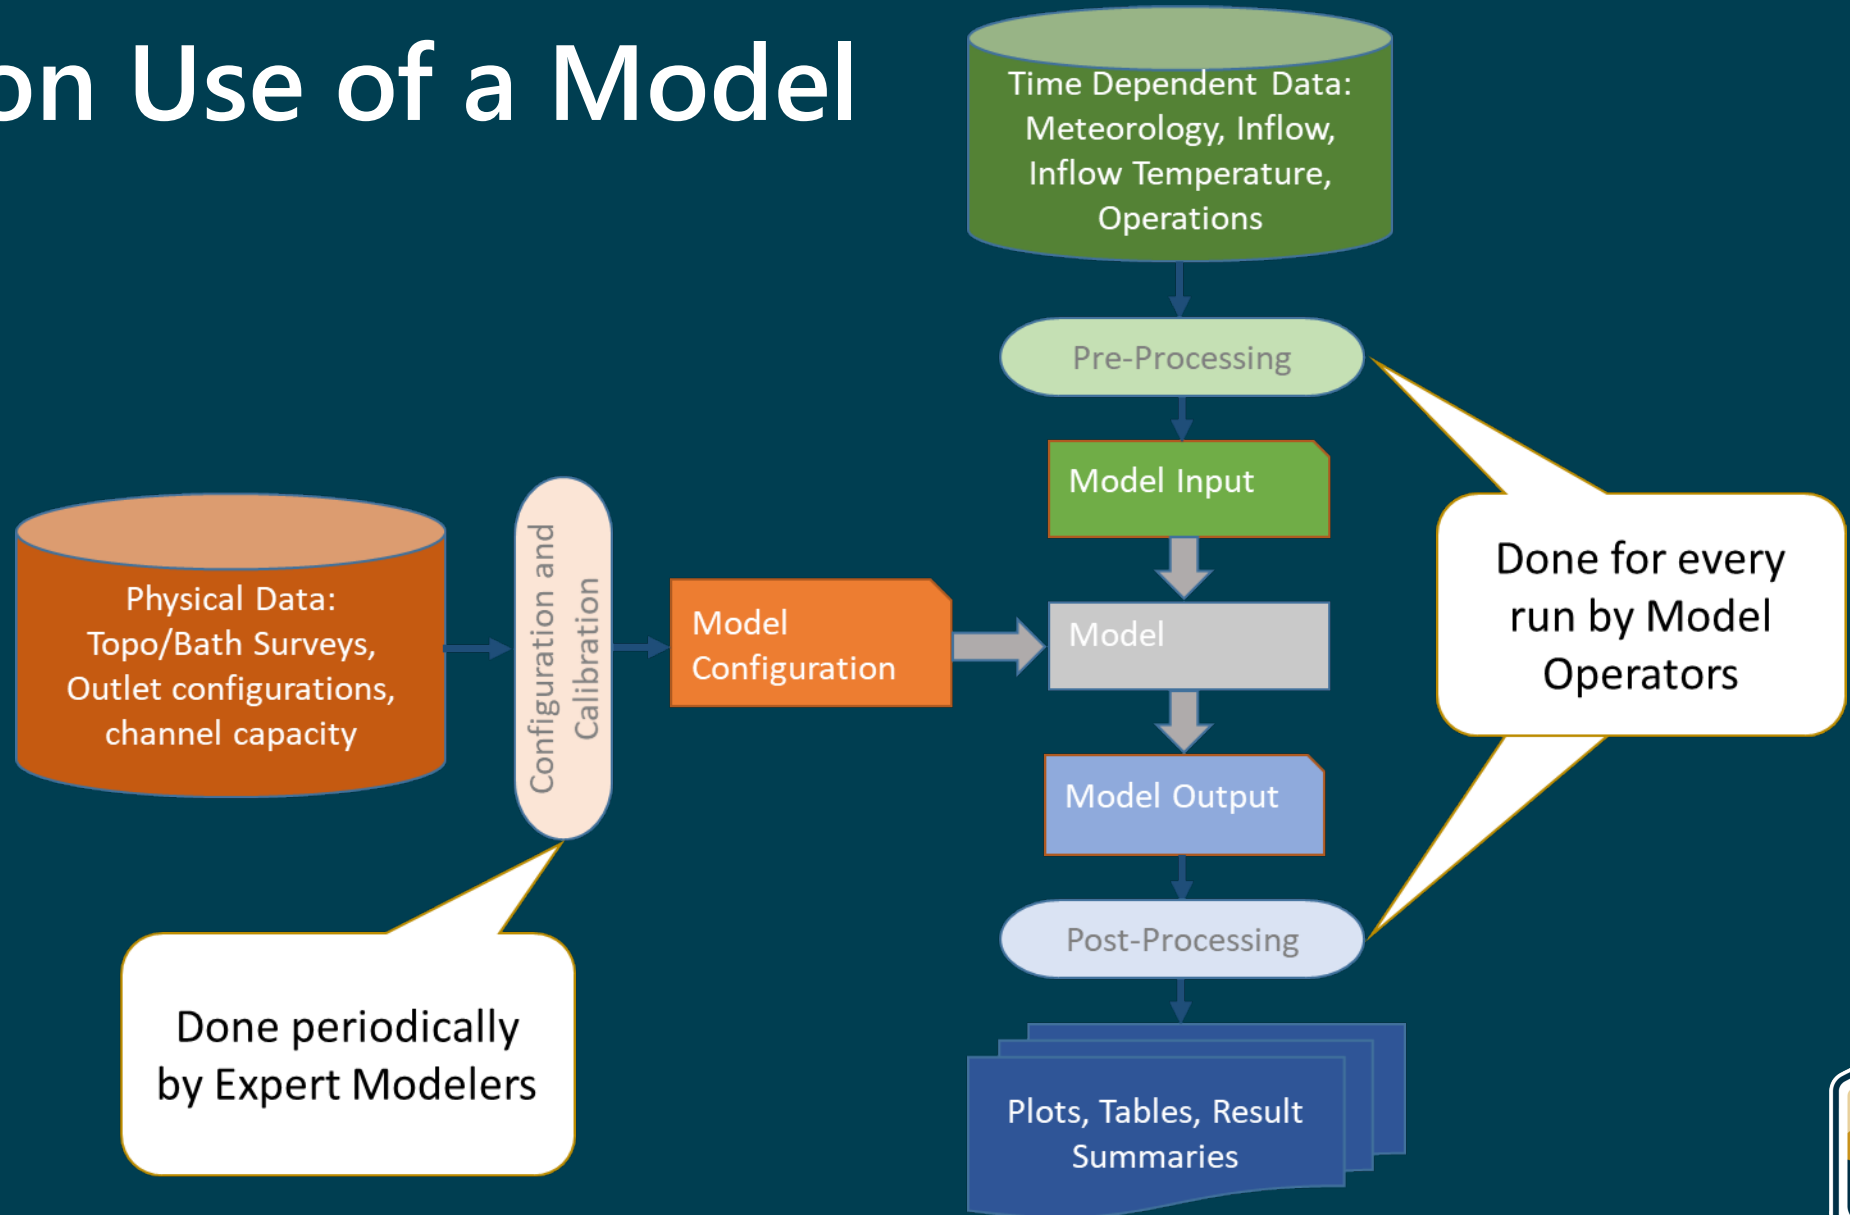 on Use of a Model
Time Dependent Data:
Meteorology, Inflow,
Inflow Temperature,
Operations
Pre-Processing
Model Input
Done for every
run by Model
Operators
Physical Data:
Topo/Bath Surveys,
Outlet configurations,
channel capacity
Configuration and
Calibration
Model
Configuration
Model
Model Output
Post-Processing
Done periodically
by Expert Modelers
Plots, Tables, Result
Summaries